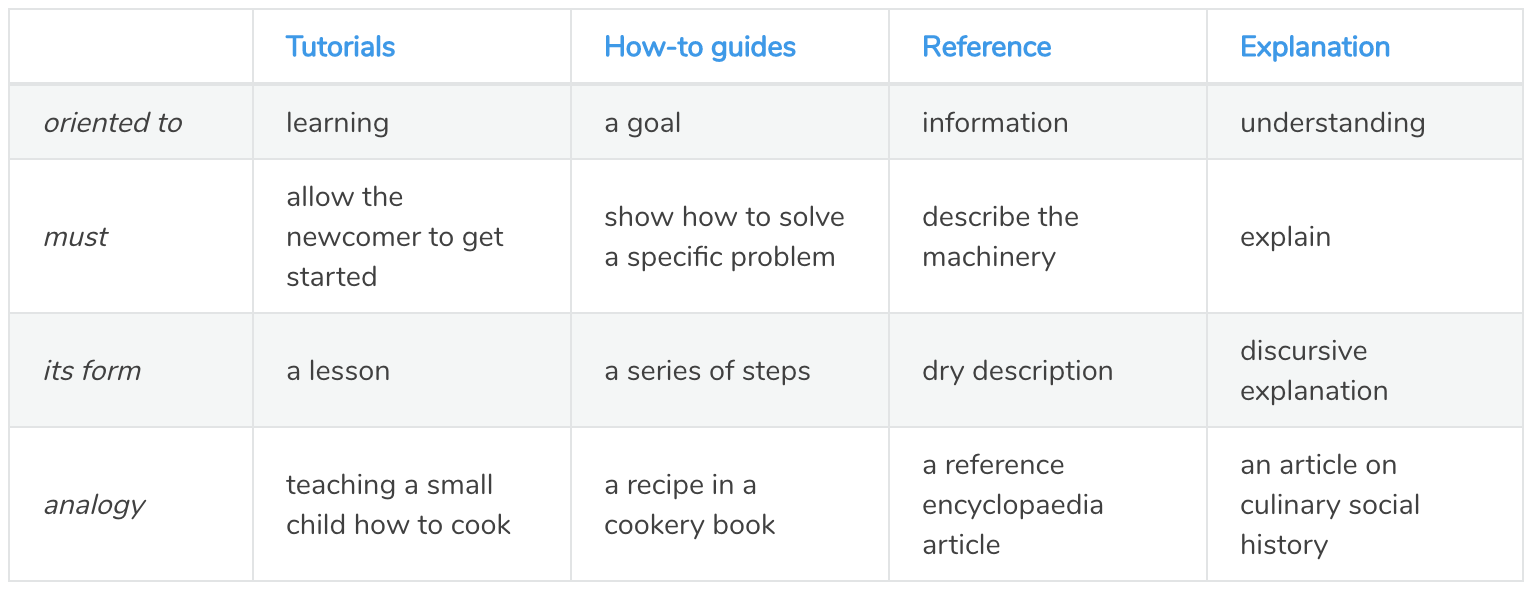 Tutorials
How-to guides
Reference
Explanation
oriented to
learning
a goal
information
understanding
must
allow the
newcomer to get
started
show how to solve
a specific problem
describe the
machinery
explain
its form
a lesson
a series of steps
dry description
discursive
explanation
analogy
teaching a small
child how to cook
a recipe in a
cookery book
a reference
encyclopaedia
article
an article on
culinary social
history